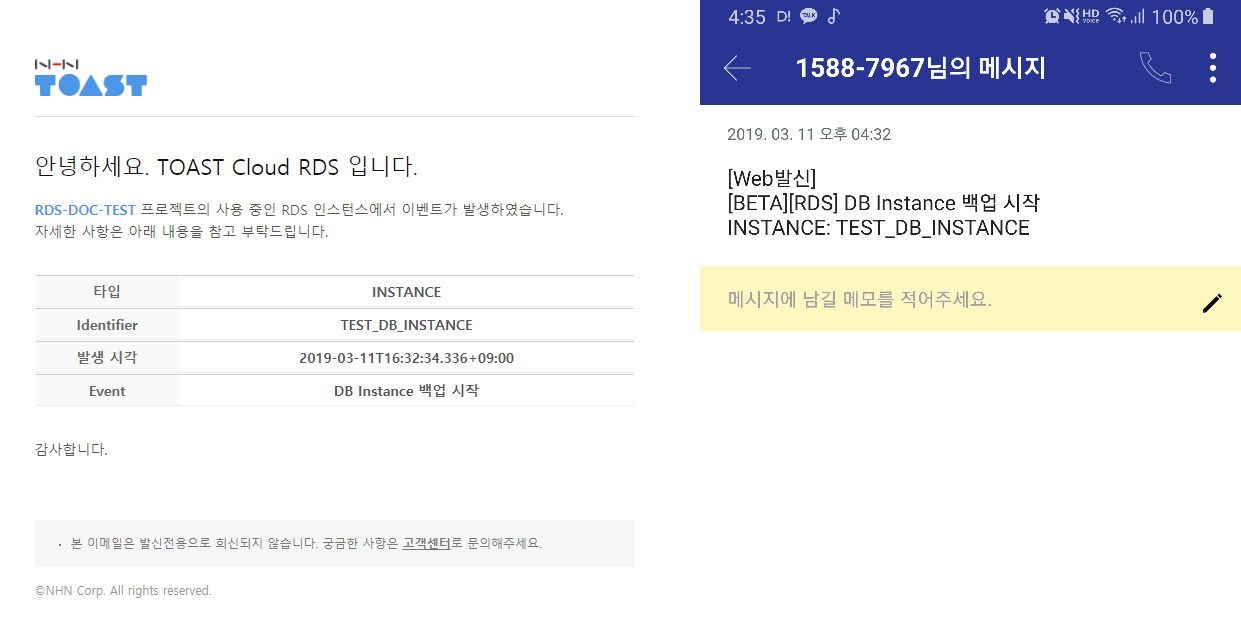 NHN
TOAST
안녕하세요. TOAST Cloud RDS 입니다.
RDS-DOC-TEST 프로젝트의 사용 중인 RDS 인스턴스에서 이벤트가 발생하였습니다.
자세한 사항은 아래 내용을 참고 부탁드립니다.
타입 INSTANCE
Identifier TEST_DB_INSTANCE
발생 시각 2019-03-11T16:32:34.336+09:00
Event DB Instance 백업 시작
감사합니다.
· 본 이메일은 발신전용으로 회신되지 않습니다. 궁금한 사항은 고객센터로 문의해주세요.
©NHN Corp. All rights reserved.
4:35 D! TALK HD voice 100%
1588-7967님의 메시지
2019. 03. 11 오후 04:32
[Web발신]
[BETA][RDS] DB Instance 백업 시작
INSTANCE: TEST_DB_INSTANCE
메시지에 남길 메모를 적어주세요.